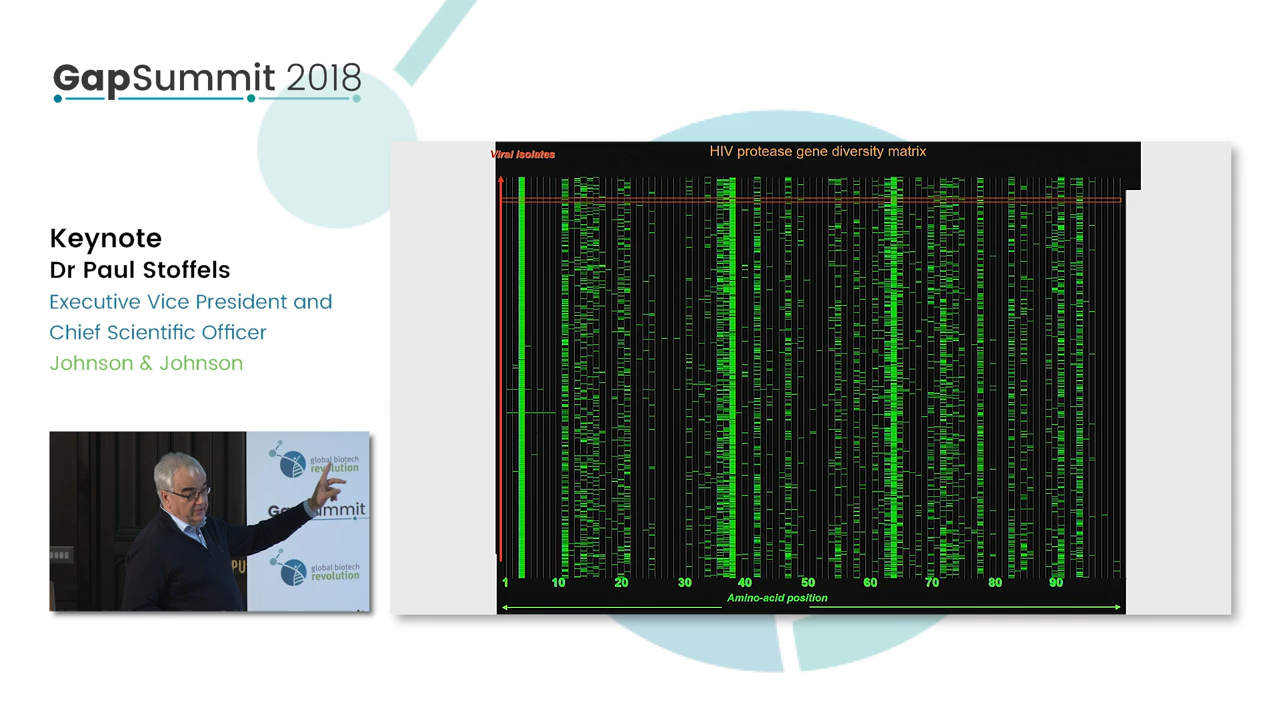 GapSummit 2018
Keynote
Dr Paul Stoffels
Executive Vice President and
Chief Scientific Officer
Johnson & Johnson
Viral isolates
HIV protease gene diversity matrix
1 10 20 30 40 50 60 70 80 90
Amino-acid position
global biotech
revolution
GapSummit
global biotech
revolution